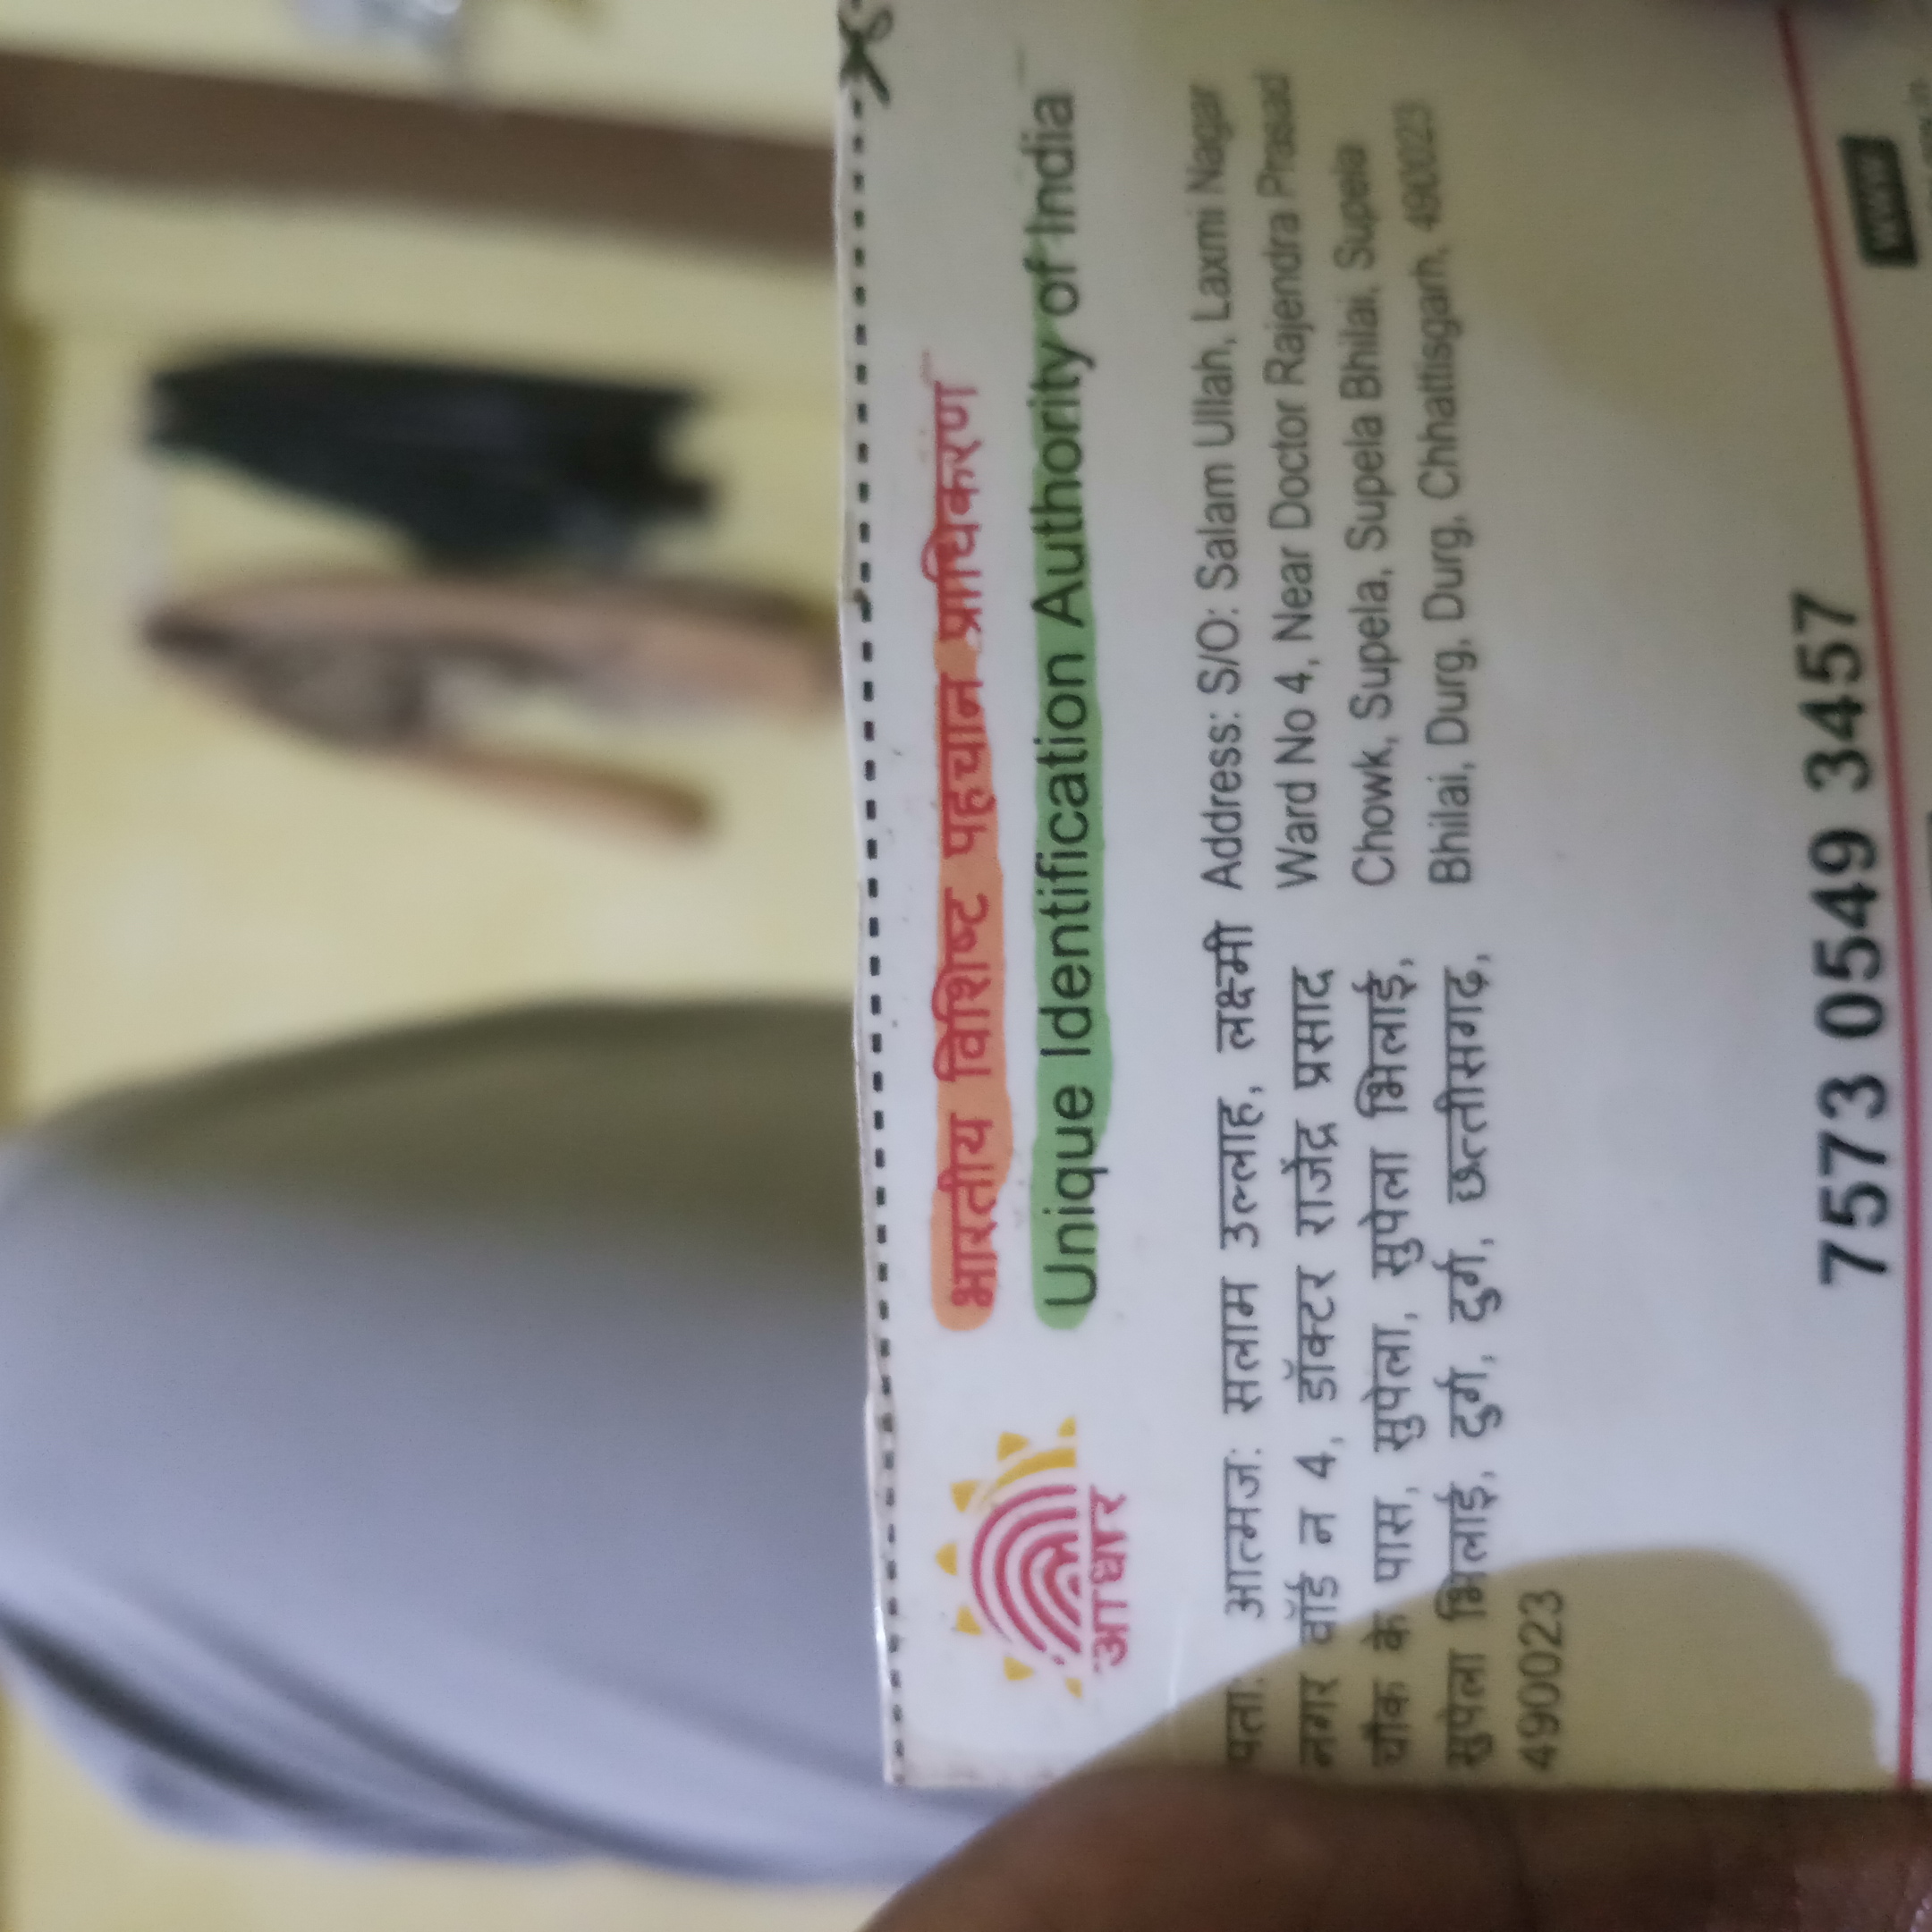 भारतीय विशिष्ट पहचान प्राधिकरण
Unique Identification Authority of India
आधार
पता: आत्मज: सलाम उल्लाह, लक्ष्मी
नगर वॉर्ड न 4, डॉक्टर राजेंद्र प्रसाद
चौक के पास, सुपेला, सुपेला भिलाई,
सुपेला भिलाई, दुर्ग, दुर्ग, छत्तीसगढ़,
490023
Address: S/O: Salam Ullah, Laxmi Nagar
Ward No 4, Near Doctor Rajendra Prasad
Chowk, Supela, Supela Bhilai, Supela
Bhilai, Durg, Durg, Chhattisgarh, 490023
7573 0549 3457
www